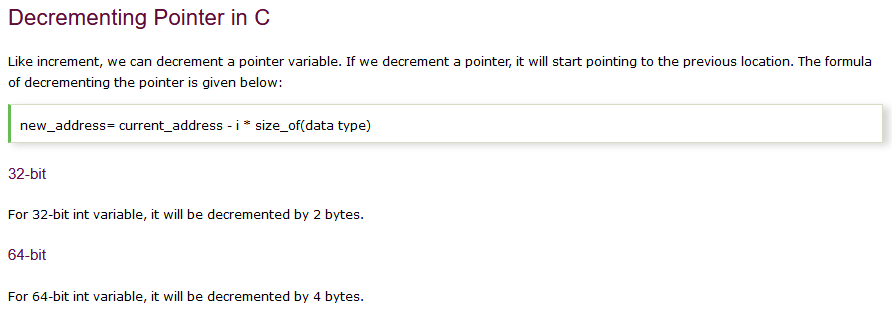 Decrementing Pointer in C
Like increment, we can decrement a pointer variable. If we decrement a pointer, it will start pointing to the previous location. The formula
of decrementing the pointer is given below:
new_address= current_address - i * size_of(data type)
32-bit
For 32-bit int variable, it will be decremented by 2 bytes.
64-bit
For 64-bit int variable, it will be decremented by 4 bytes.